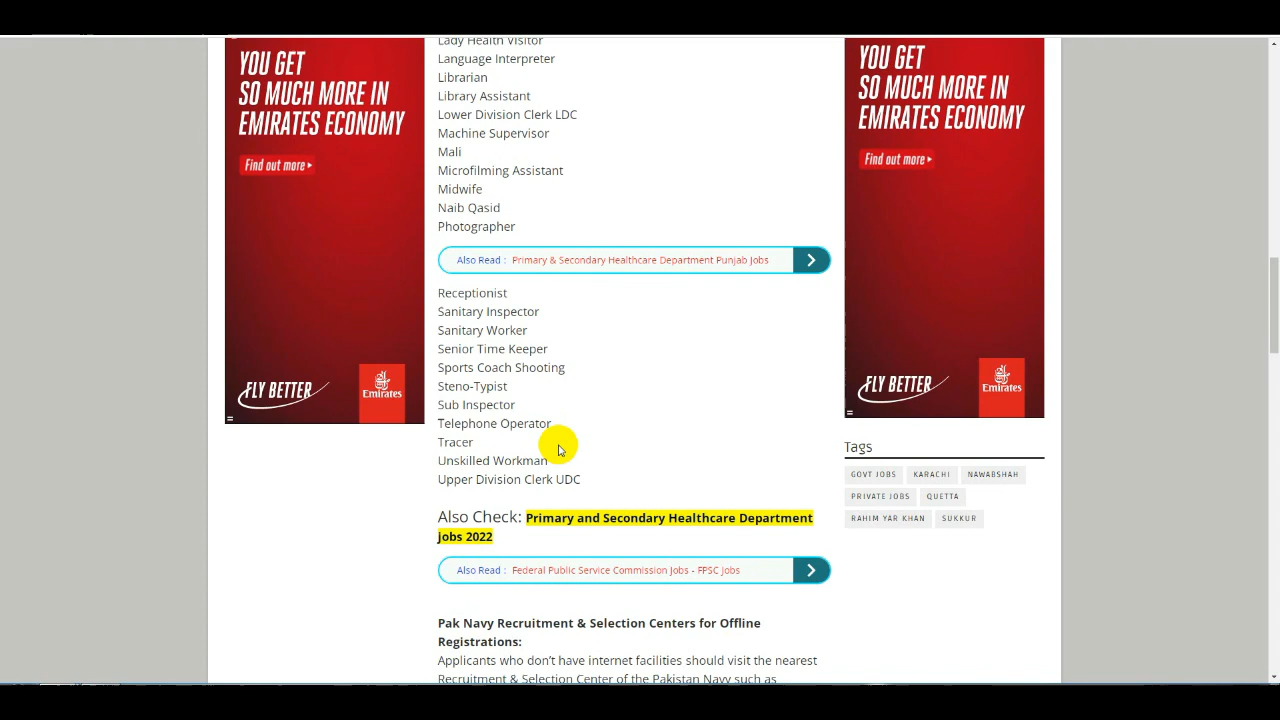 YOU GET
SO MUCH MORE IN
EMIRATES ECONOMY
Find out more
FLY BETTER
Emirates
Lady Health Visitor
Language Interpreter
Librarian
Library Assistant
Lower Division Clerk LDC
Machine Supervisor
Mali
Microfilming Assistant
Midwife
Naib Qasid
Photographer
Also Read : Primary & Secondary Healthcare Department Punjab Jobs
Receptionist
Sanitary Inspector
Sanitary Worker
Senior Time Keeper
Sports Coach Shooting
Steno-Typist
Sub Inspector
Telephone Operator
Tracer
Unskilled Workman
Upper Division Clerk UDC
Also Check: Primary and Secondary Healthcare Department
jobs 2022
Also Read : Federal Public Service Commission Jobs - FPSC Jobs
Pak Navy Recruitment & Selection Centers for Offline
Registrations:
Applicants who don't have internet facilities should visit the nearest
Recruitment & Selection Center of the Pakistan Navy such as
YOU GET
SO MUCH MORE IN
EMIRATES ECONOMY
Find out more
FLY BETTER
Emirates
Tags
GOVT JOBS KARACHI NAWABSHAH
PRIVATE JOBS QUETTA
RAHIM YAR KHAN SUKKUR